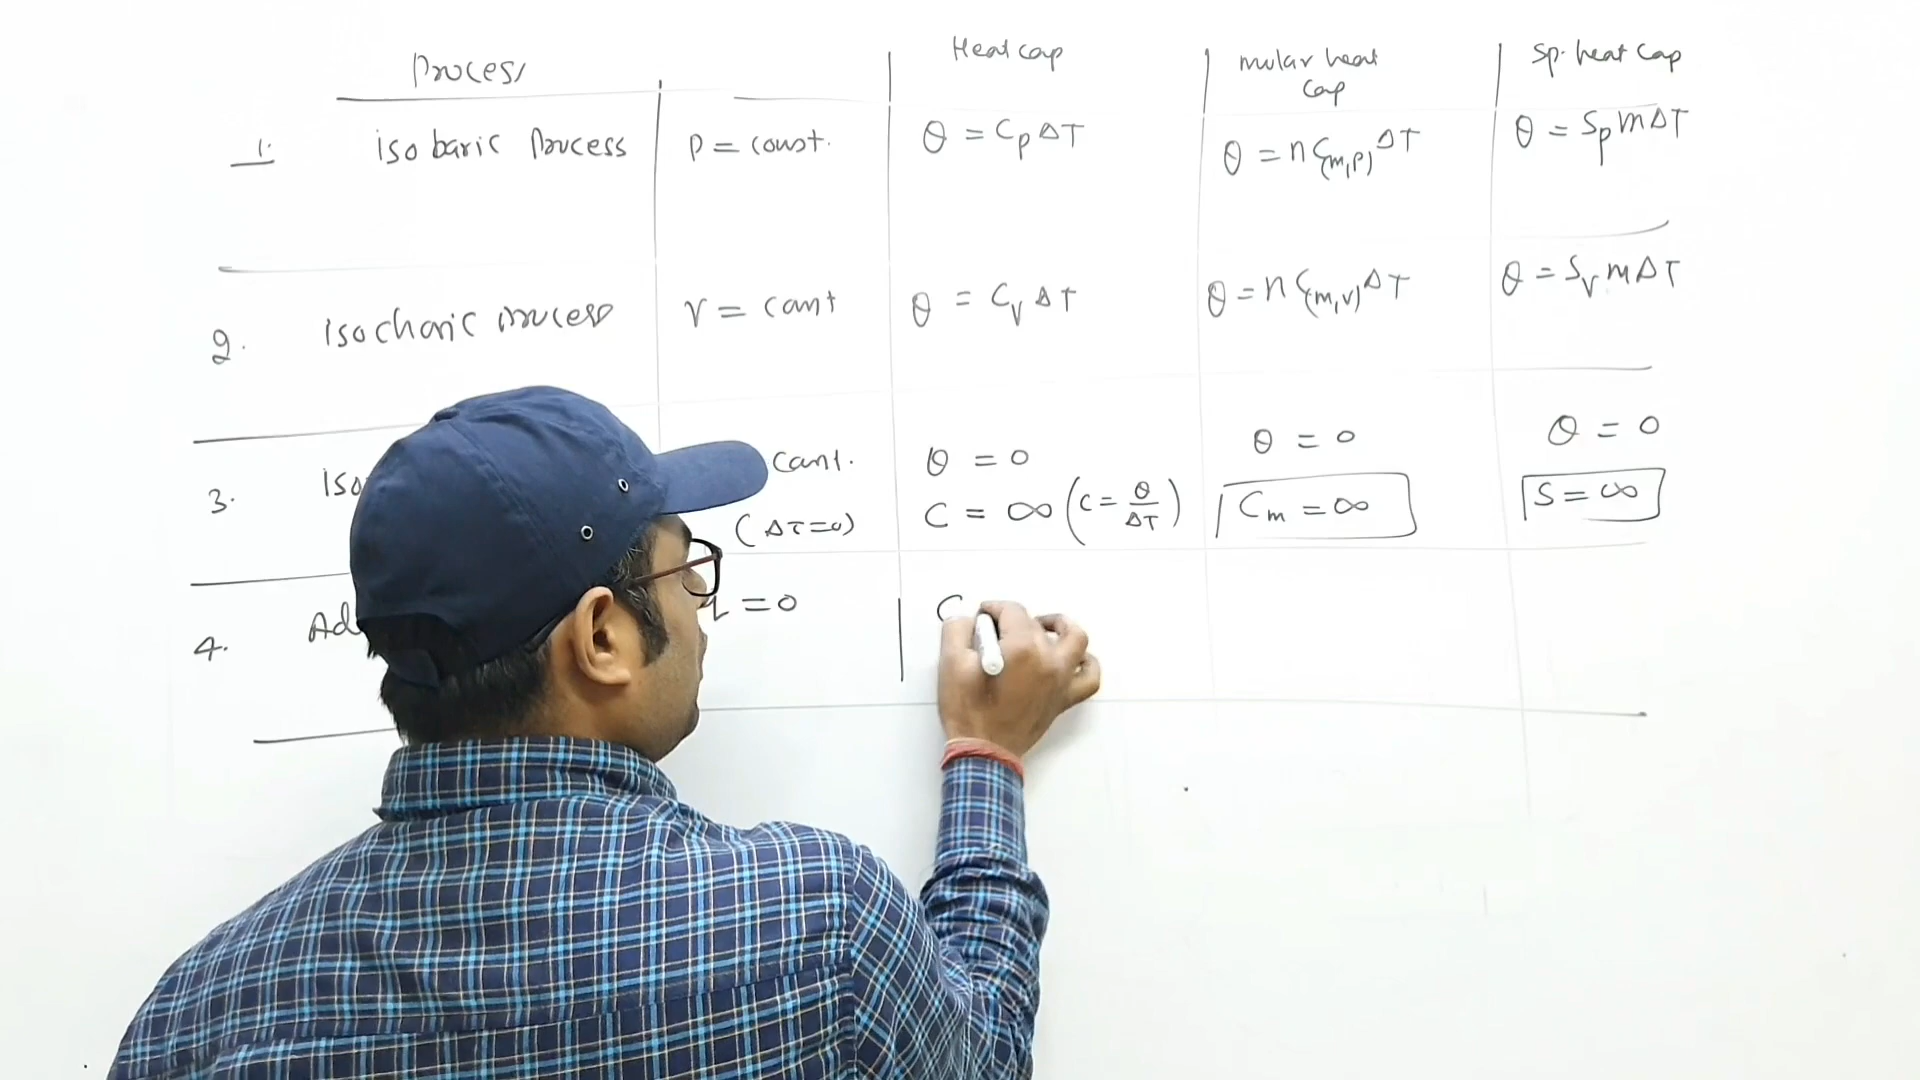 Process
Heat cap
molar heat
cap
sp. heat cap
1. isobaric process P = const. Q = Cp ΔT Q = n C(m,p) ΔT Q = Sp m ΔT
2. isochoric process V = cont Q = Cv ΔT Q = n C(m,v) ΔT Q = Sv m ΔT
3. Iso cont. Q = 0 Q = 0 Q = 0
(ΔT = 0) C = ∞ (C = Q/ΔT) Cm = ∞ S = ∞
4. Ad q = 0 C